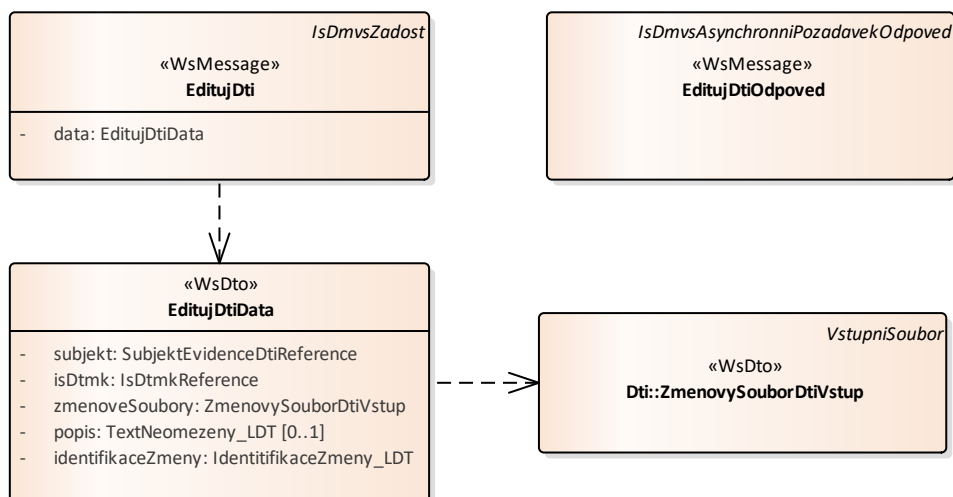 IsDmvsZadost
«WsMessage»
EditujDti
- data: EditujDtiData
IsDmvsAsynchronniPozadavekOdpoved
«WsMessage»
EditujDtiOdpoved
«WsDto»
EditujDtiData
- subjekt: SubjektEvidenceDtiReference
- isDtmk: IsDtmkReference
- zmenoveSoubory: ZmenovySouborDtiVstup
- popis: TextNeomezeny_LDT [0..1]
- identifikaceZmeny: IdentitifikaceZmeny_LDT
VstupniSoubor
«WsDto»
Dti::ZmenovySouborDtiVstup